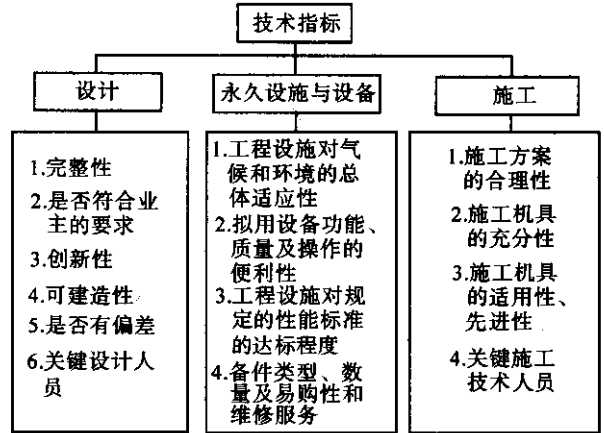 技术指标
设计
1.完整性
2.是否符合业
主的要求
3.创新性
4.可建造性
5.是否有偏差
6.关键设计人
员
永久设施与设备
1.工程设施对气
候和环境的总
体适应性
2.拟用设备功能、
质量及操作的
便利性
3.工程设施对规
定的性能标准
的达标程度
4.备件类型、数
量及易购性和
维修服务
施工
1.施工方案
的合理性
2.施工机具
的充分性
3.施工机具
的适用性、
先进性
4.关键施工
技术人员